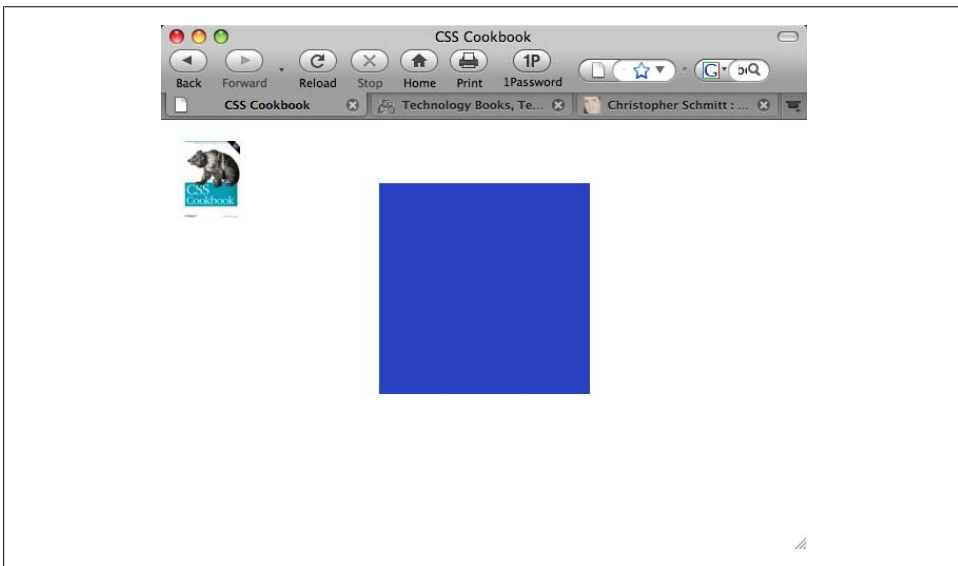 CSS Cookbook
Back Forward Reload Stop Home Print 1Password
1P
G
CSS Cookbook Technology Books, Te... Christopher Schmitt : ...
CSS
Cookbook